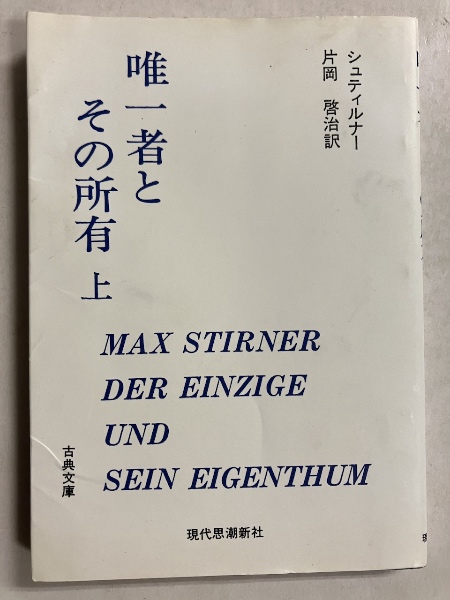 シュティルナー
片岡 啓治訳
唯一者と
その所有 上
MAX STIRNER
DER EINZIGE
UND
SEIN EIGENTHUM
古典文庫
現代思潮新社